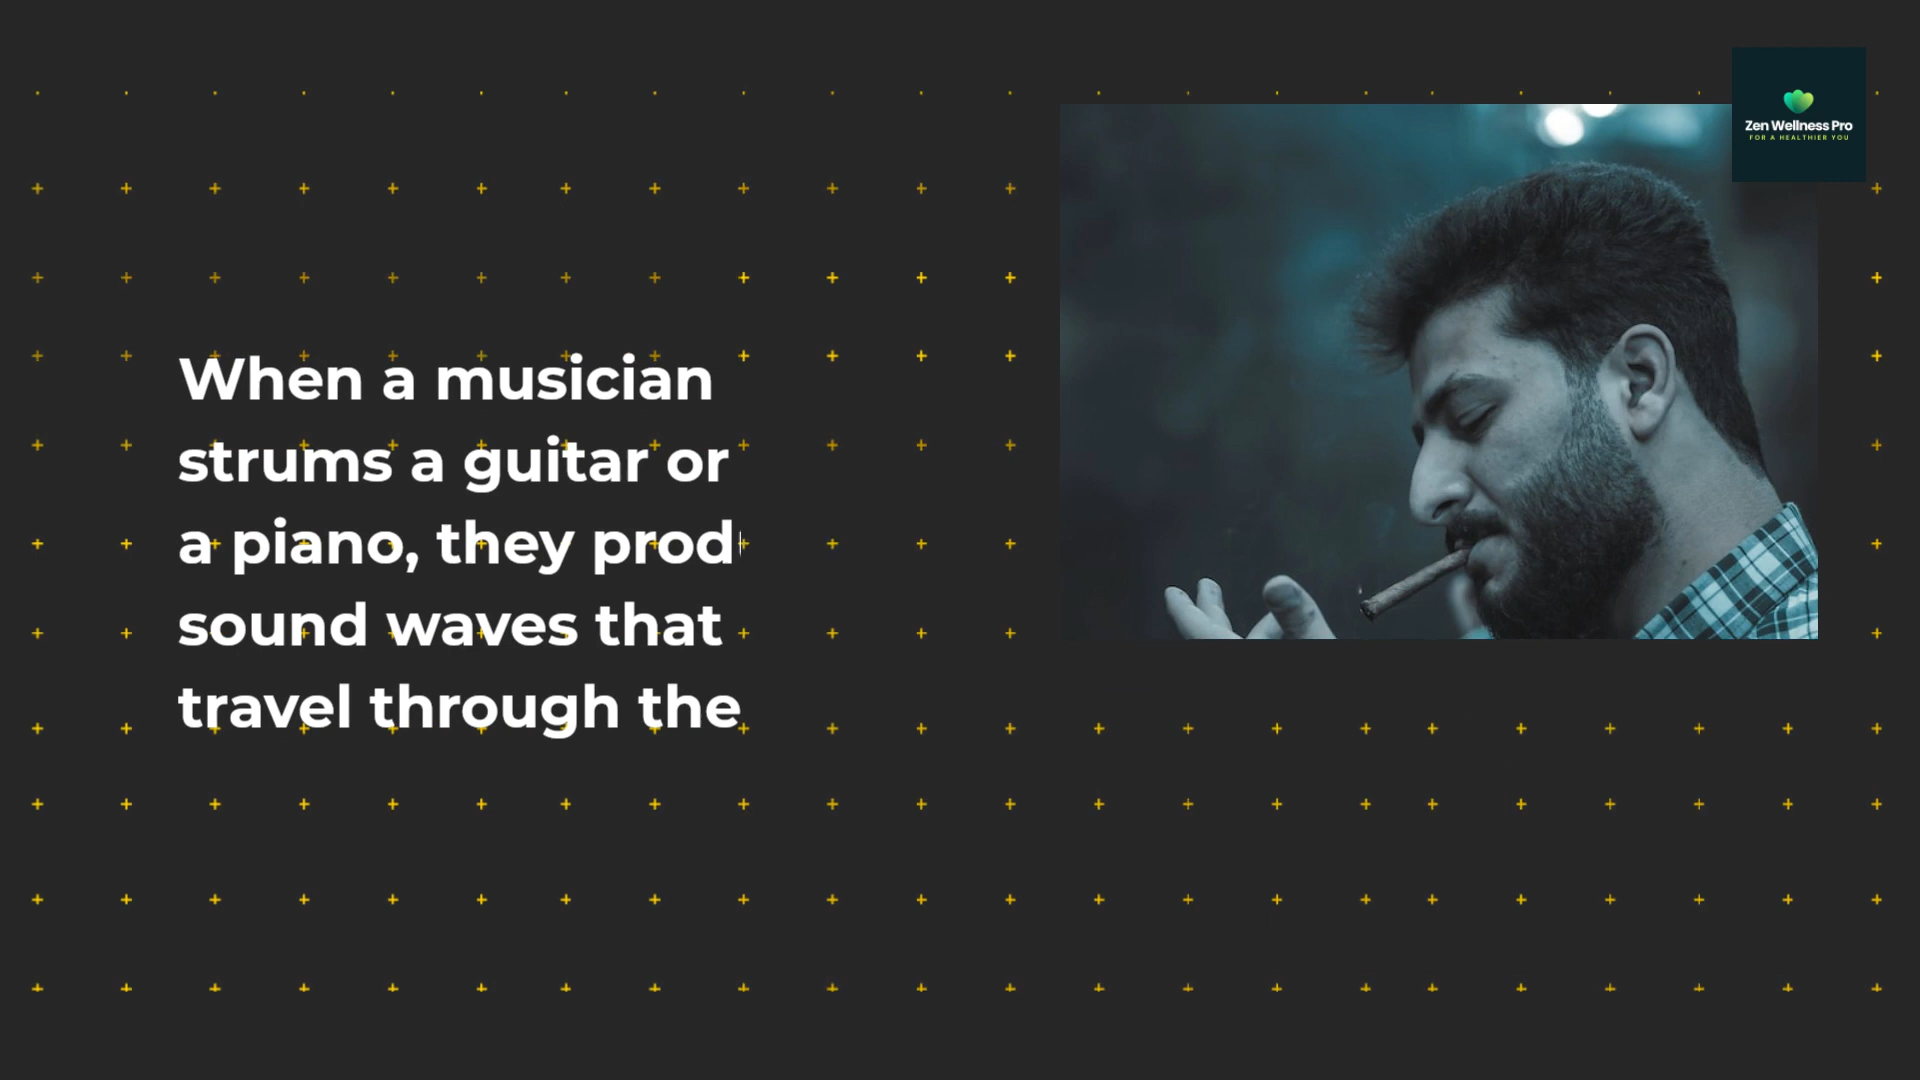 When a musician
strums a guitar or
a piano, they prod
sound waves that
travel through the
Zen Wellness Pro
FOR A HEALTHIER YOU